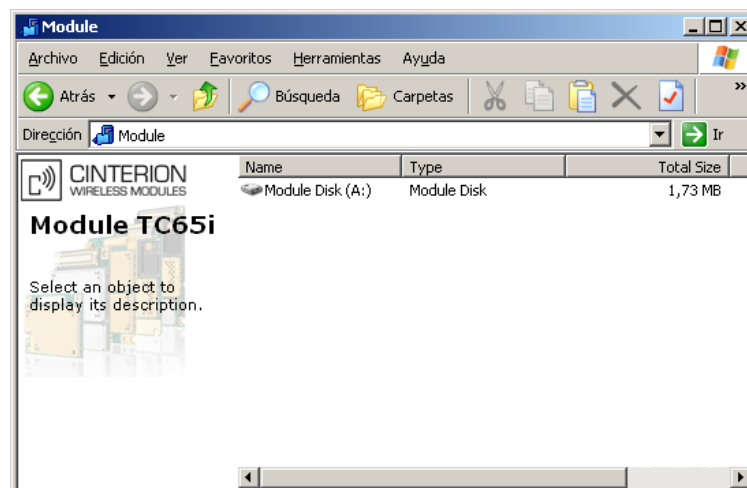 Module
Archivo Edición Ver Favoritos Herramientas Ayuda
Atrás Búsqueda Carpetas »
Dirección Module Ir
CINTERION
WIRELESS MODULES
Name Type Total Size
Module Disk (A:) Module Disk 1,73 MB
Module TC65i
Select an object to
display its description.